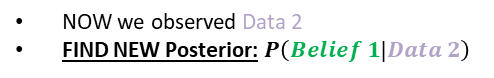 • NOW we observed Data 2
• FIND NEW Posterior: P(Belief 1|Data 2)